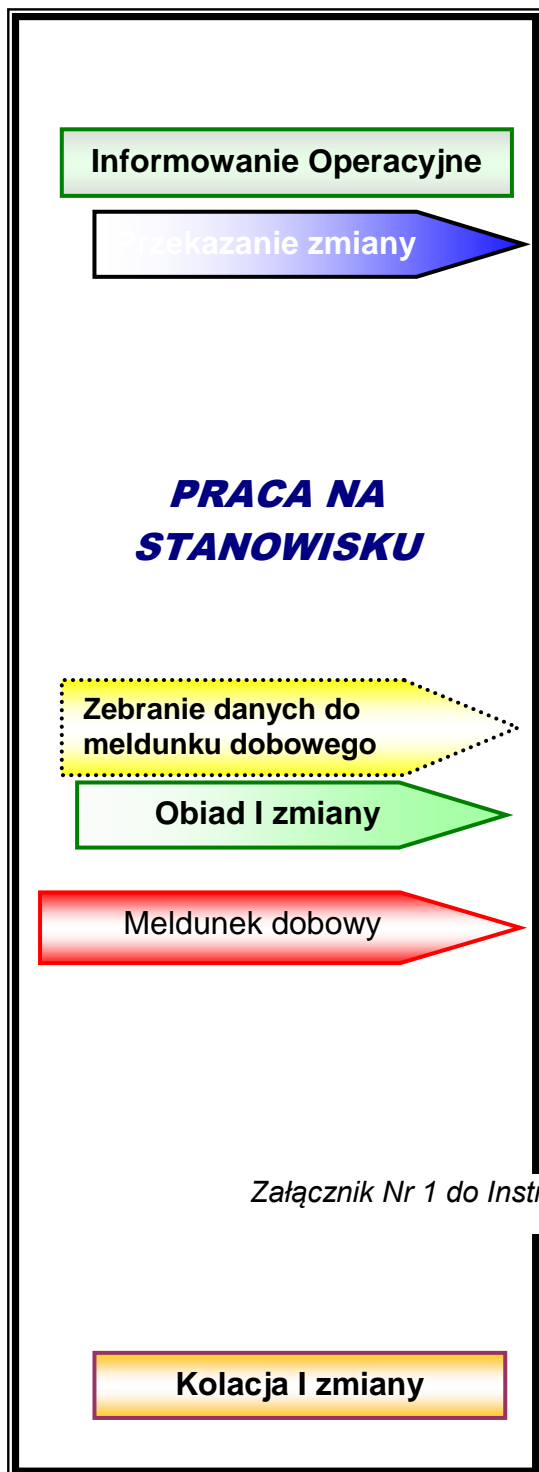 Informowanie Operacyjne
Przekazanie zmiany
PRACA NA
STANOWISKU
Zebranie danych do
meldunku dobowego
Obiad I zmiany
Meldunek dobowy
Załącznik Nr 1 do Instr
Kolacja I zmiany